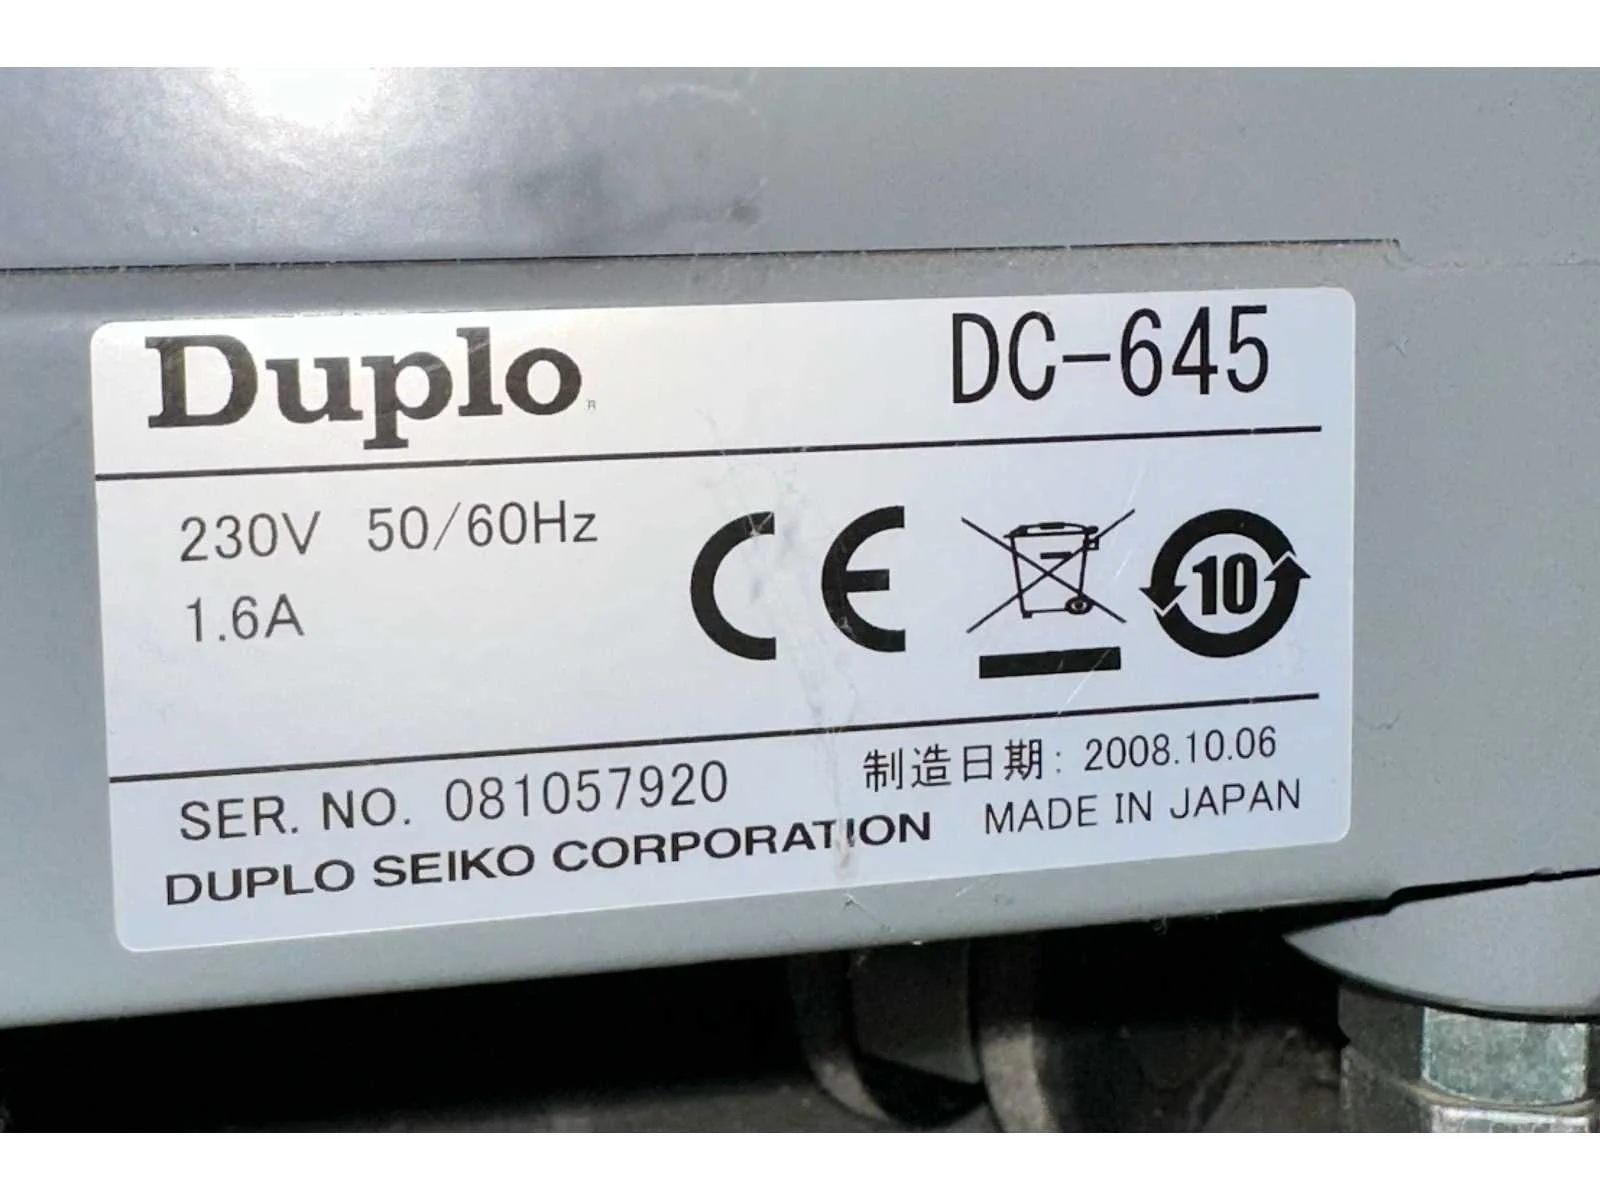 Duplo DC-645
230V 50/60Hz
1.6A
CE
10
SER. NO. 081057920 制造日期: 2008.10.06
DUPLO SEIKO CORPORATION MADE IN JAPAN